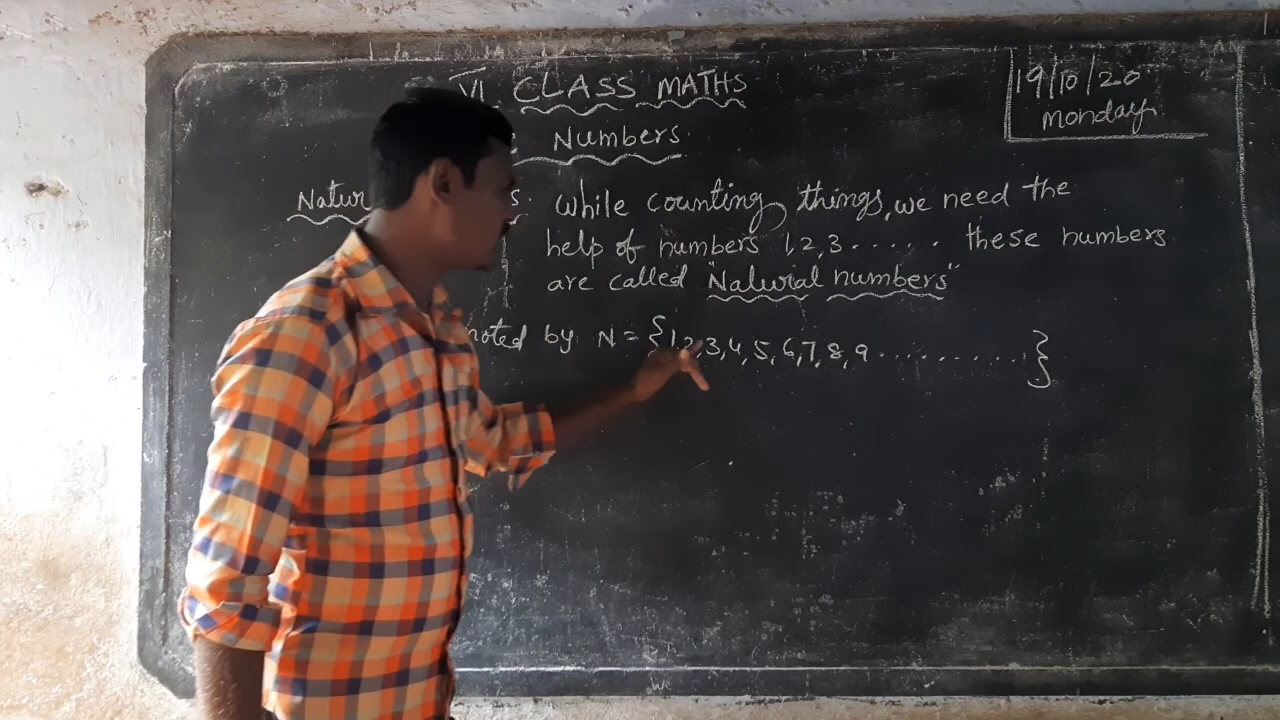 VI CLASS MATHS
19/10/20
Monday
Numbers
Natur s. While counting things, we need the
help of numbers 1,2,3..... these numbers
are called "Natural numbers"
noted by N = {1,2,3,4,5,6,7,8,9..........}